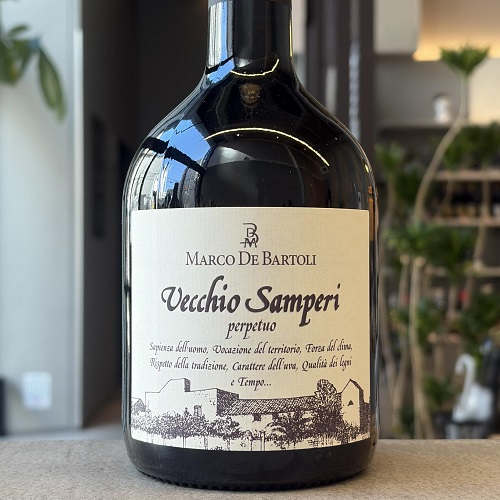 MARCO DE BARTOLI
Vecchio Samperi
perpetuo
Sapienza dell'uomo, Vocazione del territorio, Forza del clima,
Rispetto della tradizione, Carattere dell'uva, Qualità dei legni
e Tempo...